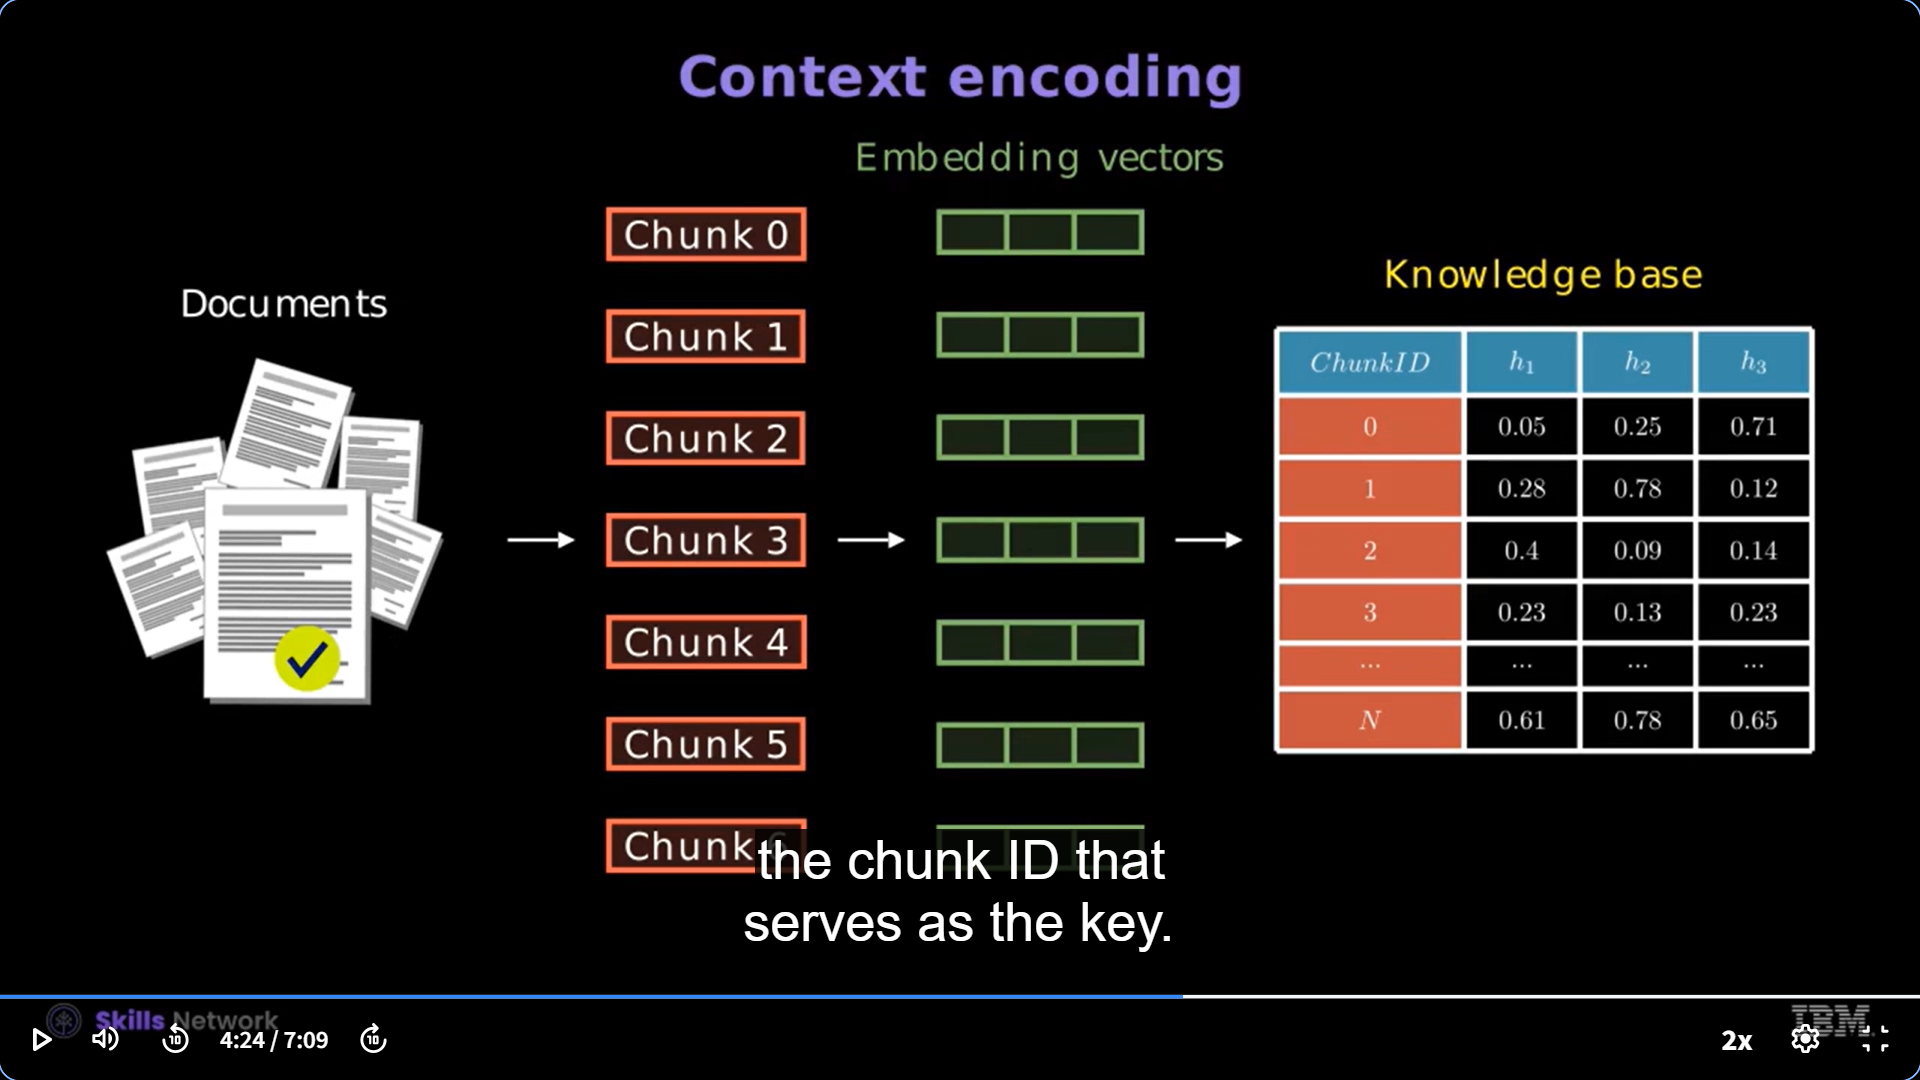 Context encoding
Embedding vectors
Documents
Chunk 0
Chunk 1
Chunk 2
Chunk 3
Chunk 4
Chunk 5
Chunk
Knowledge base
ChunkID h₁ h₂ h₃
0 0.05 0.25 0.71
1 0.28 0.78 0.12
2 0.4 0.09 0.14
3 0.23 0.13 0.23
... ... ... ...
N 0.61 0.78 0.65
the chunk ID that
serves as the key.
Skills Network
IBM
10
4:24 / 7:09
10
2x